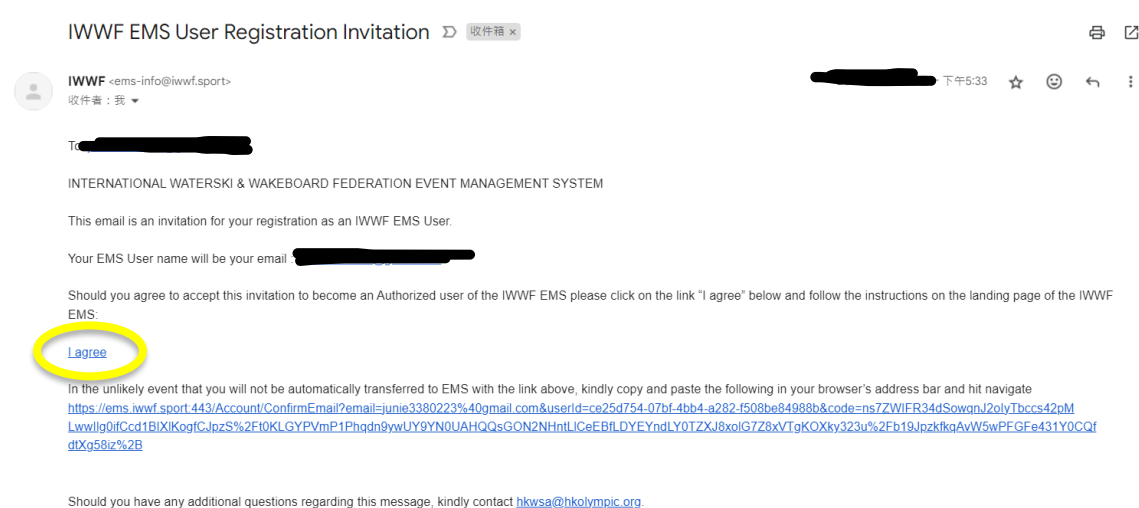 IWWF EMS User Registration Invitation 收件箱 ×
IWWF <ems-info@iwwf.sport>
下午5:33
收件者：我
To
INTERNATIONAL WATERSKI & WAKEBOARD FEDERATION EVENT MANAGEMENT SYSTEM
This email is an invitation for your registration as an IWWF EMS User.
Your EMS User name will be your email :
Should you agree to accept this invitation to become an Authorized user of the IWWF EMS please click on the link “I agree” below and follow the instructions on the landing page of the IWWF
EMS:
I agree
In the unlikely event that you will not be automatically transferred to EMS with the link above, kindly copy and paste the following in your browser’s address bar and hit navigate
https://ems.iwwf.sport:443/Account/ConfirmEmail?email=junie3380223%40gmail.com&userId=ce25d754-07bf-4bb4-a282-f508be84988b&code=ns7ZWIFR34dSowqnJ2olyTbccs42pM
LwwIlg0ifCcd1BlXlKogfCJpzS%2Ft0KLGYPVmP1Phqdn9ywUY9YN0UAHQQsGON2NHntLlCeEBfLDYEYndLY0TZXJ8xolG7Z8xVTgKOXky323u%2Fb19JpzkfkqAvW5wPFGFe431Y0CQf
dtXg58iz%2B
Should you have any additional questions regarding this message, kindly contact hkwsa@hkolympic.org.